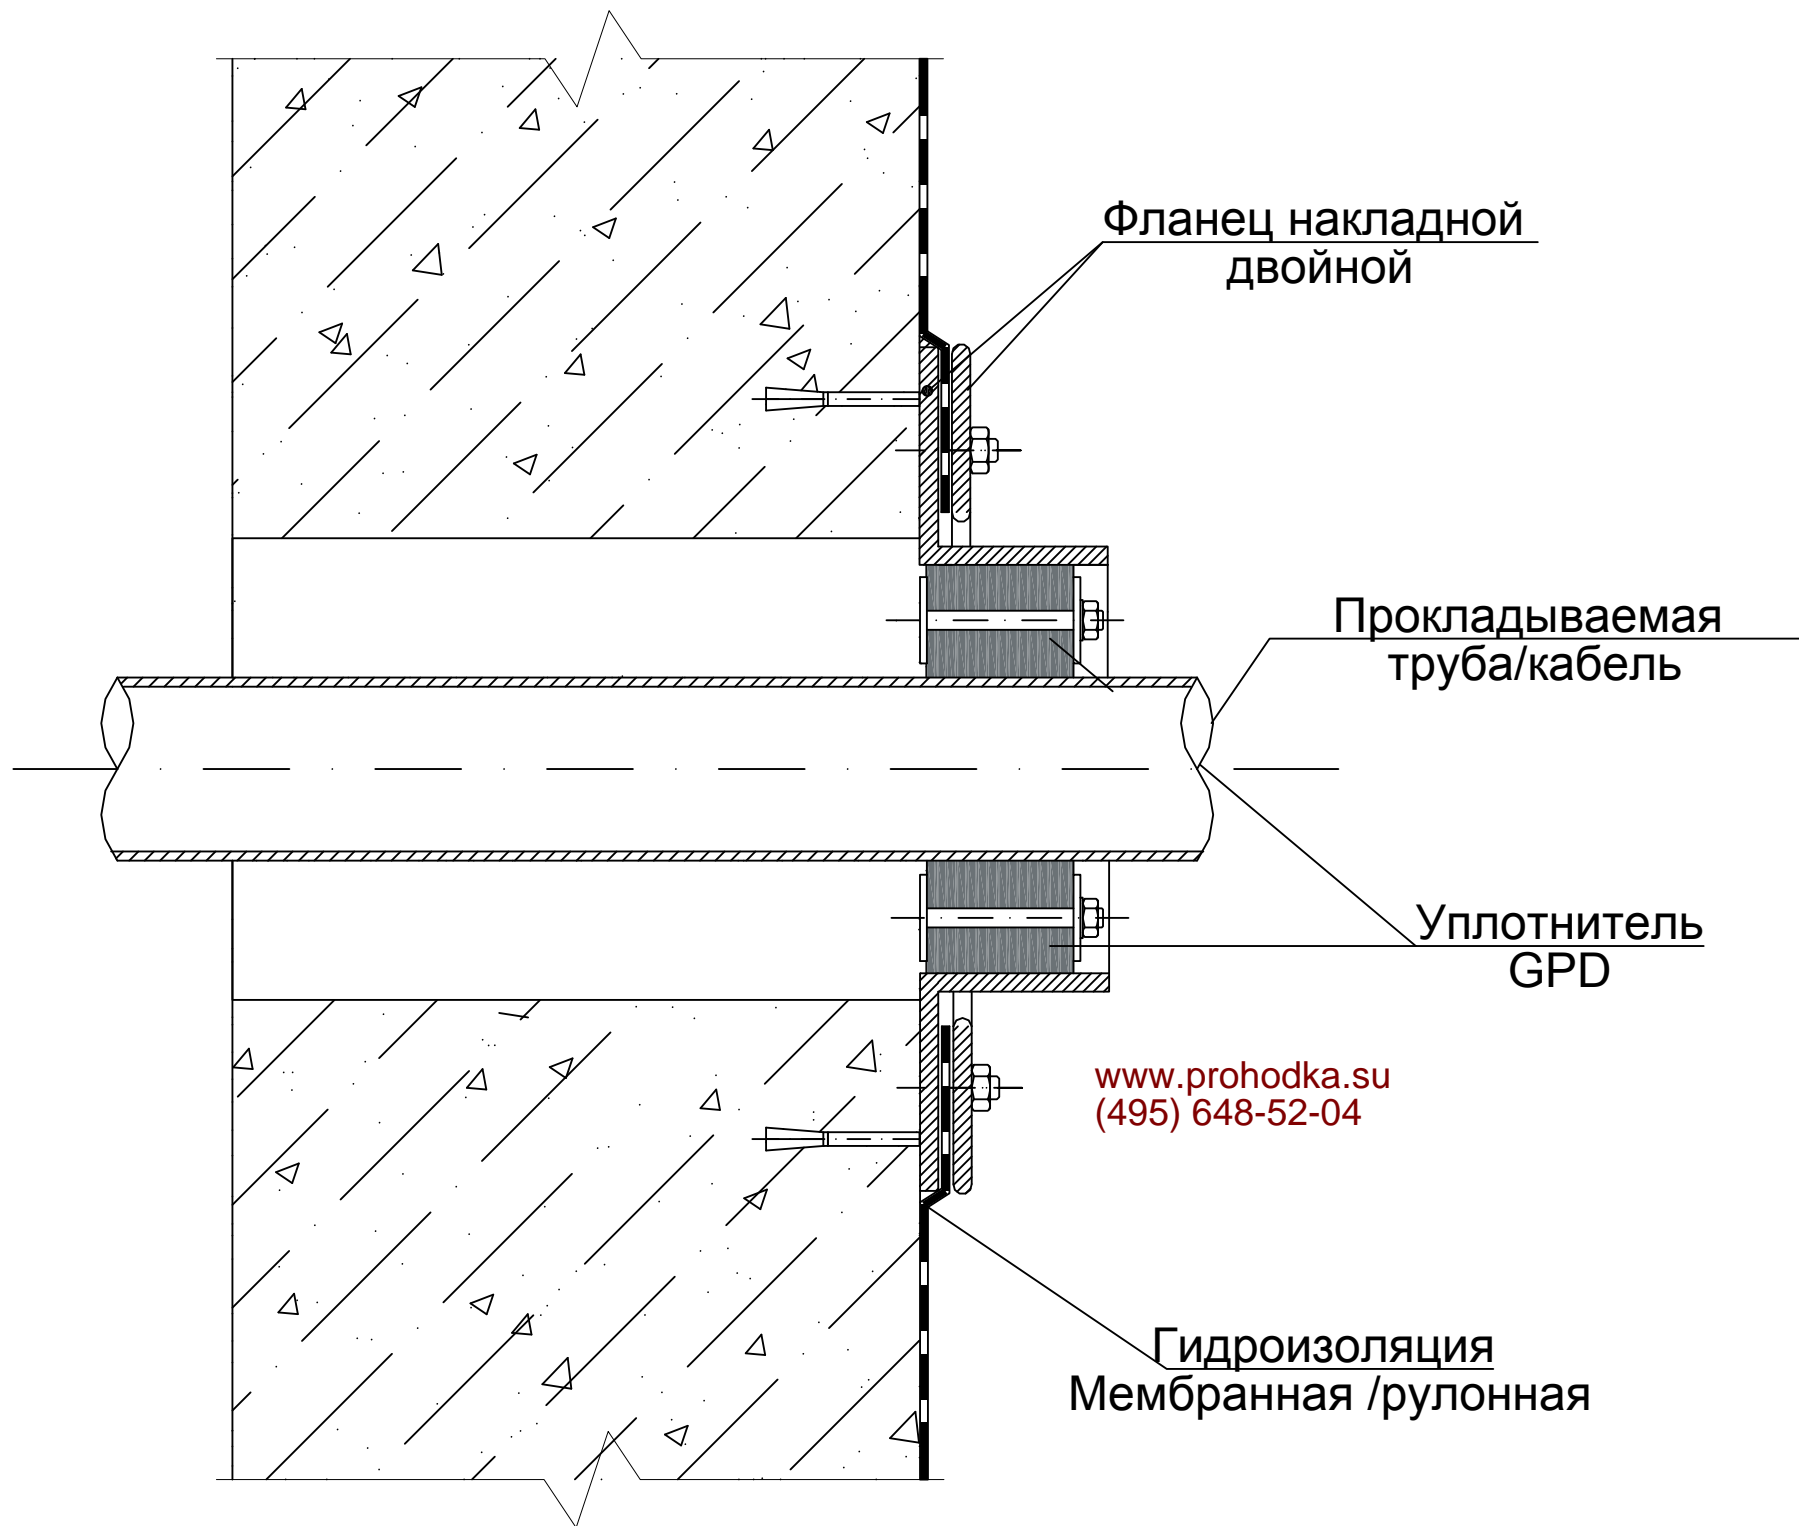 Фланец накладной
двойной
Прокладываемая
труба/кабель
Уплотнитель
GPD
www.prohodka.su
(495) 648-52-04
Гидроизоляция
Мембранная /рулонная